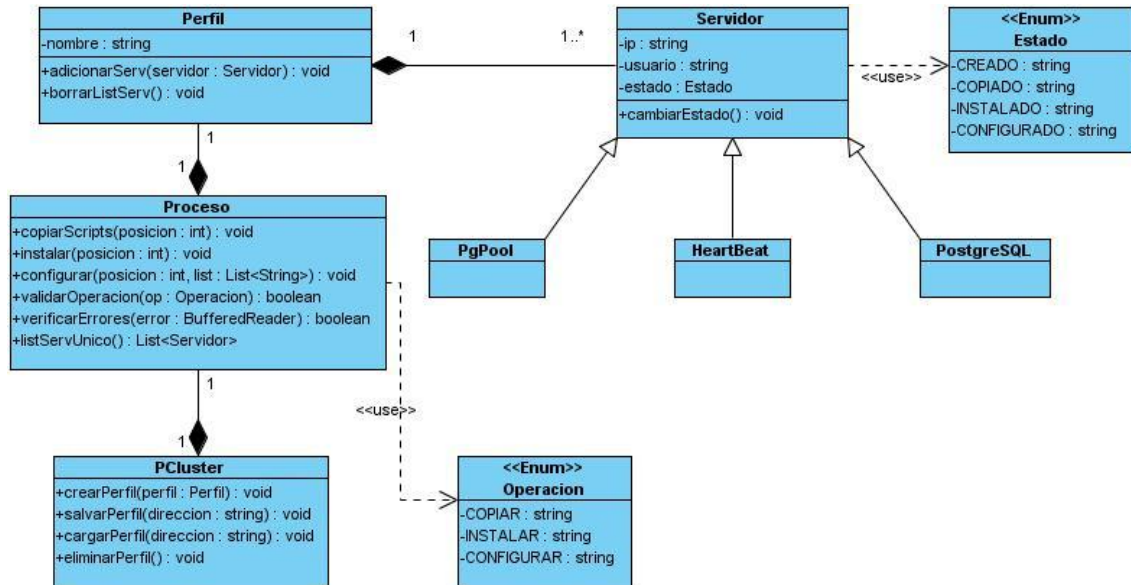 Perfil
-nombre : string
+adicionarServ(servidor : Servidor) : void
+borrarListServ() : void
1
1..*
Servidor
-ip : string
-usuario : string
-estado : Estado
+cambiarEstado() : void
<<use>>
<<Enum>>
Estado
-CREADO : string
-COPIADO : string
-INSTALADO : string
-CONFIGURADO : string
1
1
Proceso
+copiarScripts(posicion : int) : void
+instalar(posicion : int) : void
+configurar(posicion : int, list : List<String>) : void
+validarOperacion(op : Operacion) : boolean
+verificarErrores(error : BufferedReader) : boolean
+listServUnico() : List<Servidor>
PgPool
HeartBeat
PostgreSQL
1
<<use>>
1
PCluster
+crearPerfil(perfil : Perfil) : void
+salvarPerfil(direccion : string) : void
+cargarPerfil(direccion : string) : void
+eliminarPerfil() : void
<<Enum>>
Operacion
-COPIAR : string
-INSTALAR : string
-CONFIGURAR : string